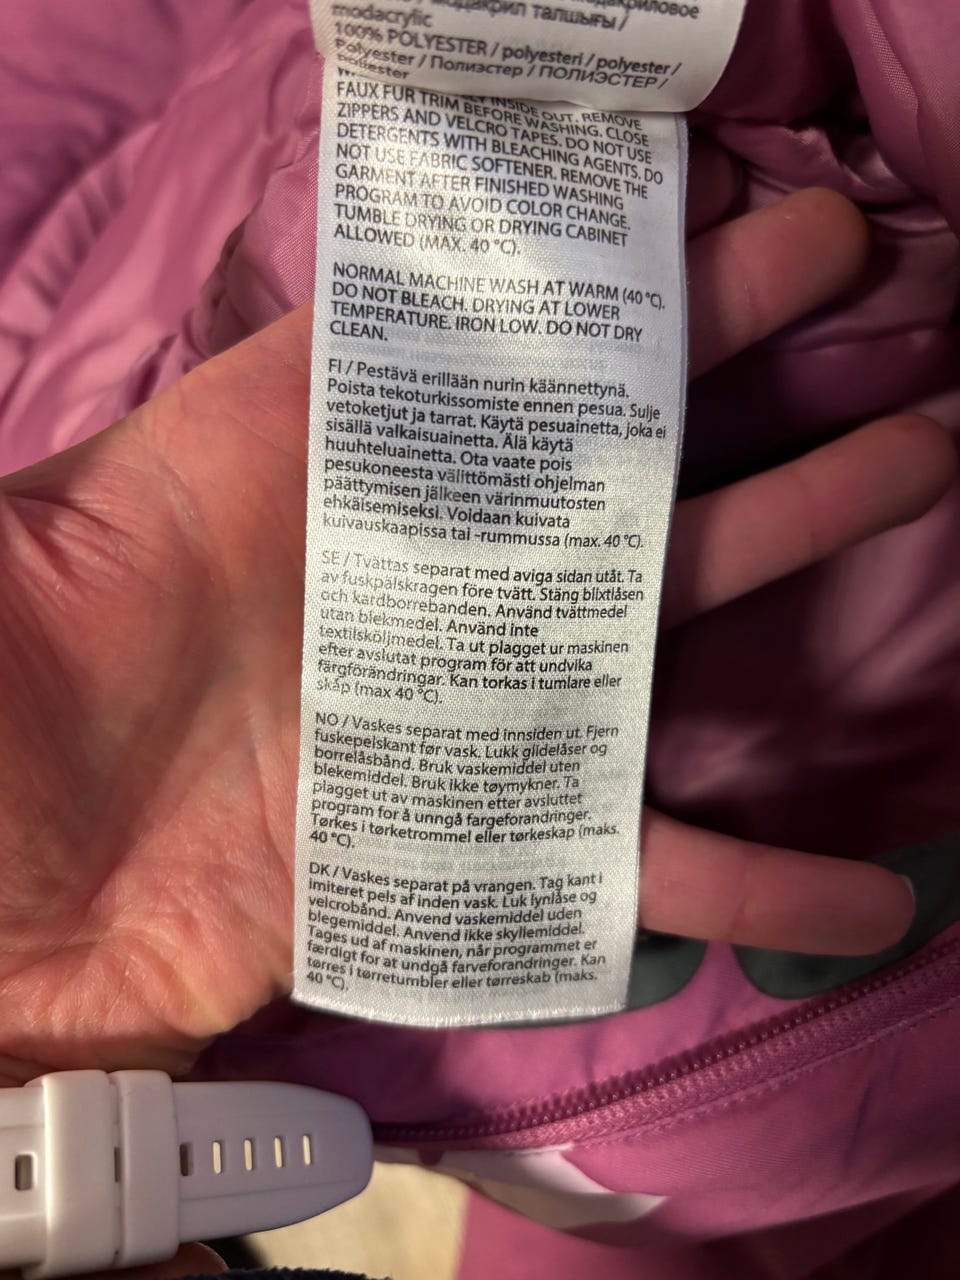 модакрил талшығы /
modacrylic
100% POLYESTER / polyesteri / polyester /
Polyester / Полиэстер / ПОЛИЭСТЕР /
INSIDE OUT. REMOVE
FAUX FUR TRIM BEFORE WASHING. CLOSE
ZIPPERS AND VELCRO TAPES. DO NOT USE
DETERGENTS WITH BLEACHING AGENTS. DO
NOT USE FABRIC SOFTENER. REMOVE THE
GARMENT AFTER FINISHED WASHING
PROGRAM TO AVOID COLOR CHANGE.
TUMBLE DRYING OR DRYING CABINET
ALLOWED (MAX. 40 °C).
NORMAL MACHINE WASH AT WARM (40 °C).
DO NOT BLEACH. DRYING AT LOWER
TEMPERATURE. IRON LOW. DO NOT DRY
CLEAN.
FI / Pestävä erillään nurin käännettynä.
Poista tekoturkissomiste ennen pesua. Sulje
vetoketjut ja tarrat. Käytä pesuainetta, joka ei
sisällä valkaisuainetta. Älä käytä
huuhteluainetta. Ota vaate pois
pesukoneesta välittömästi ohjelman
päättymisen jälkeen värinmuutosten
ehkäisemiseksi. Voidaan kuivata
kuivauskaapissa tai -rummussa (max. 40 °C).
SE / Tvättas separat med aviga sidan utåt. Ta
av fuskpälskragen före tvätt. Stäng blixtlåsen
och kardborrebanden. Använd tvättmedel
utan blekmedel. Använd inte
textilsköljmedel. Ta ut plagget ur maskinen
efter avslutat program för att undvika
färgförändringar. Kan torkas i tumlare eller
skåp (max 40 °C).
NO / Vaskes separat med innsiden ut. Fjern
fuskepelskant før vask. Lukk glidelåser og
borrelåsbånd. Bruk vaskemiddel uten
blekemiddel. Bruk ikke tøymykner. Ta
plagget ut av maskinen etter avsluttet
program for å unngå fargeforandringer.
Tørkes i tørketrommel eller tørkeskap (maks.
40 °C).
DK / Vaskes separat på vrangen. Tag kant i
imiteret pels af inden vask. Luk lynlåse og
velcrobånd. Anvend vaskemiddel uden
blegemiddel. Anvend ikke skyllemiddel.
Tages ud af maskinen, når programmet er
færdigt for at undgå farveforandringer. Kan
tørres i tørretumbler eller tørreskab (maks.
40 °C).